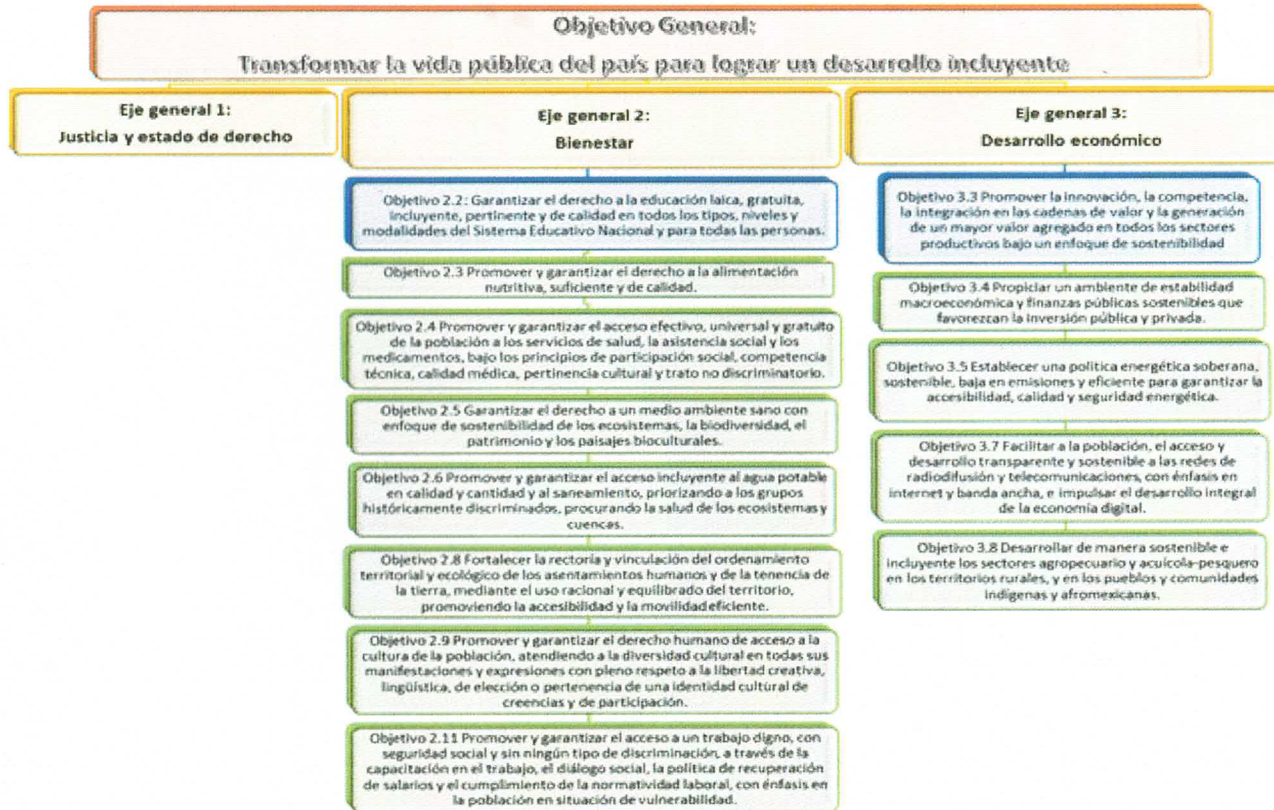 Objetivo General:
Transformar la vida pública del país para lograr un desarrollo incluyente
Eje general 1:
Justicia y estado de derecho
Eje general 2:
Bienestar
Objetivo 2.2: Garantizar el derecho a la educación laica, gratuita,
incluyente, pertinente y de calidad en todos los tipos, niveles y
modalidades del Sistema Educativo Nacional y para todas las personas.
Objetivo 2.3 Promover y garantizar el derecho a la alimentación
nutritiva, suficiente y de calidad.
Objetivo 2.4 Promover y garantizar el acceso efectivo, universal y gratuito
de la población a los servicios de salud, la asistencia social y los
medicamentos, bajo los principios de participación social, competencia
técnica, calidad médica, pertinencia cultural y trato no discriminatorio.
Objetivo 2.5 Garantizar el derecho a un medio ambiente sano con
enfoque de sostenibilidad de los ecosistemas, la biodiversidad, el
patrimonio y los paisajes bioculturales.
Objetivo 2.6 Promover y garantizar el acceso incluyente al agua potable
en calidad y cantidad y al saneamiento, priorizando a los grupos
históricamente discriminados, procurando la salud de los ecosistemas y
cuencas.
Objetivo 2.8 Fortalecer la rectoría y vinculación del ordenamiento
territorial y ecológico de los asentamientos humanos y de la tenencia de
la tierra, mediante el uso racional y equilibrado del territorio,
promoviendo la accesibilidad y la movilidad eficiente.
Objetivo 2.9 Promover y garantizar el derecho humano de acceso a la
cultura de la población, atendiendo a la diversidad cultural en todas sus
manifestaciones y expresiones con pleno respeto a la libertad creativa,
lingüística, de elección o pertenencia de una identidad cultural de
creencias y de participación.
Objetivo 2.11 Promover y garantizar el acceso a un trabajo digno, con
seguridad social y sin ningún tipo de discriminación, a través de la
capacitación en el trabajo, el diálogo social, la política de recuperación
de salarios y el cumplimiento de la normatividad laboral, con énfasis en
la población en situación de vulnerabilidad.
Eje general 3:
Desarrollo económico
Objetivo 3.3 Promover la innovación, la competencia,
la integración en las cadenas de valor y la generación
de un mayor valor agregado en todos los sectores
productivos bajo un enfoque de sostenibilidad
Objetivo 3.4 Propiciar un ambiente de estabilidad
macroeconómica y finanzas públicas sostenibles que
favorezcan la inversión pública y privada.
Objetivo 3.5 Establecer una política energética soberana,
sostenible, baja en emisiones y eficiente para garantizar la
accesibilidad, calidad y seguridad energética.
Objetivo 3.7 Facilitar a la población, el acceso y
desarrollo transparente y sostenible a las redes de
radiodifusión y telecomunicaciones, con énfasis en
internet y banda ancha, e impulsar el desarrollo integral
de la economía digital.
Objetivo 3.8 Desarrollar de manera sostenible e
incluyente los sectores agropecuario y acuícola-pesquero
en los territorios rurales, y en los pueblos y comunidades
indígenas y afromexicanas.